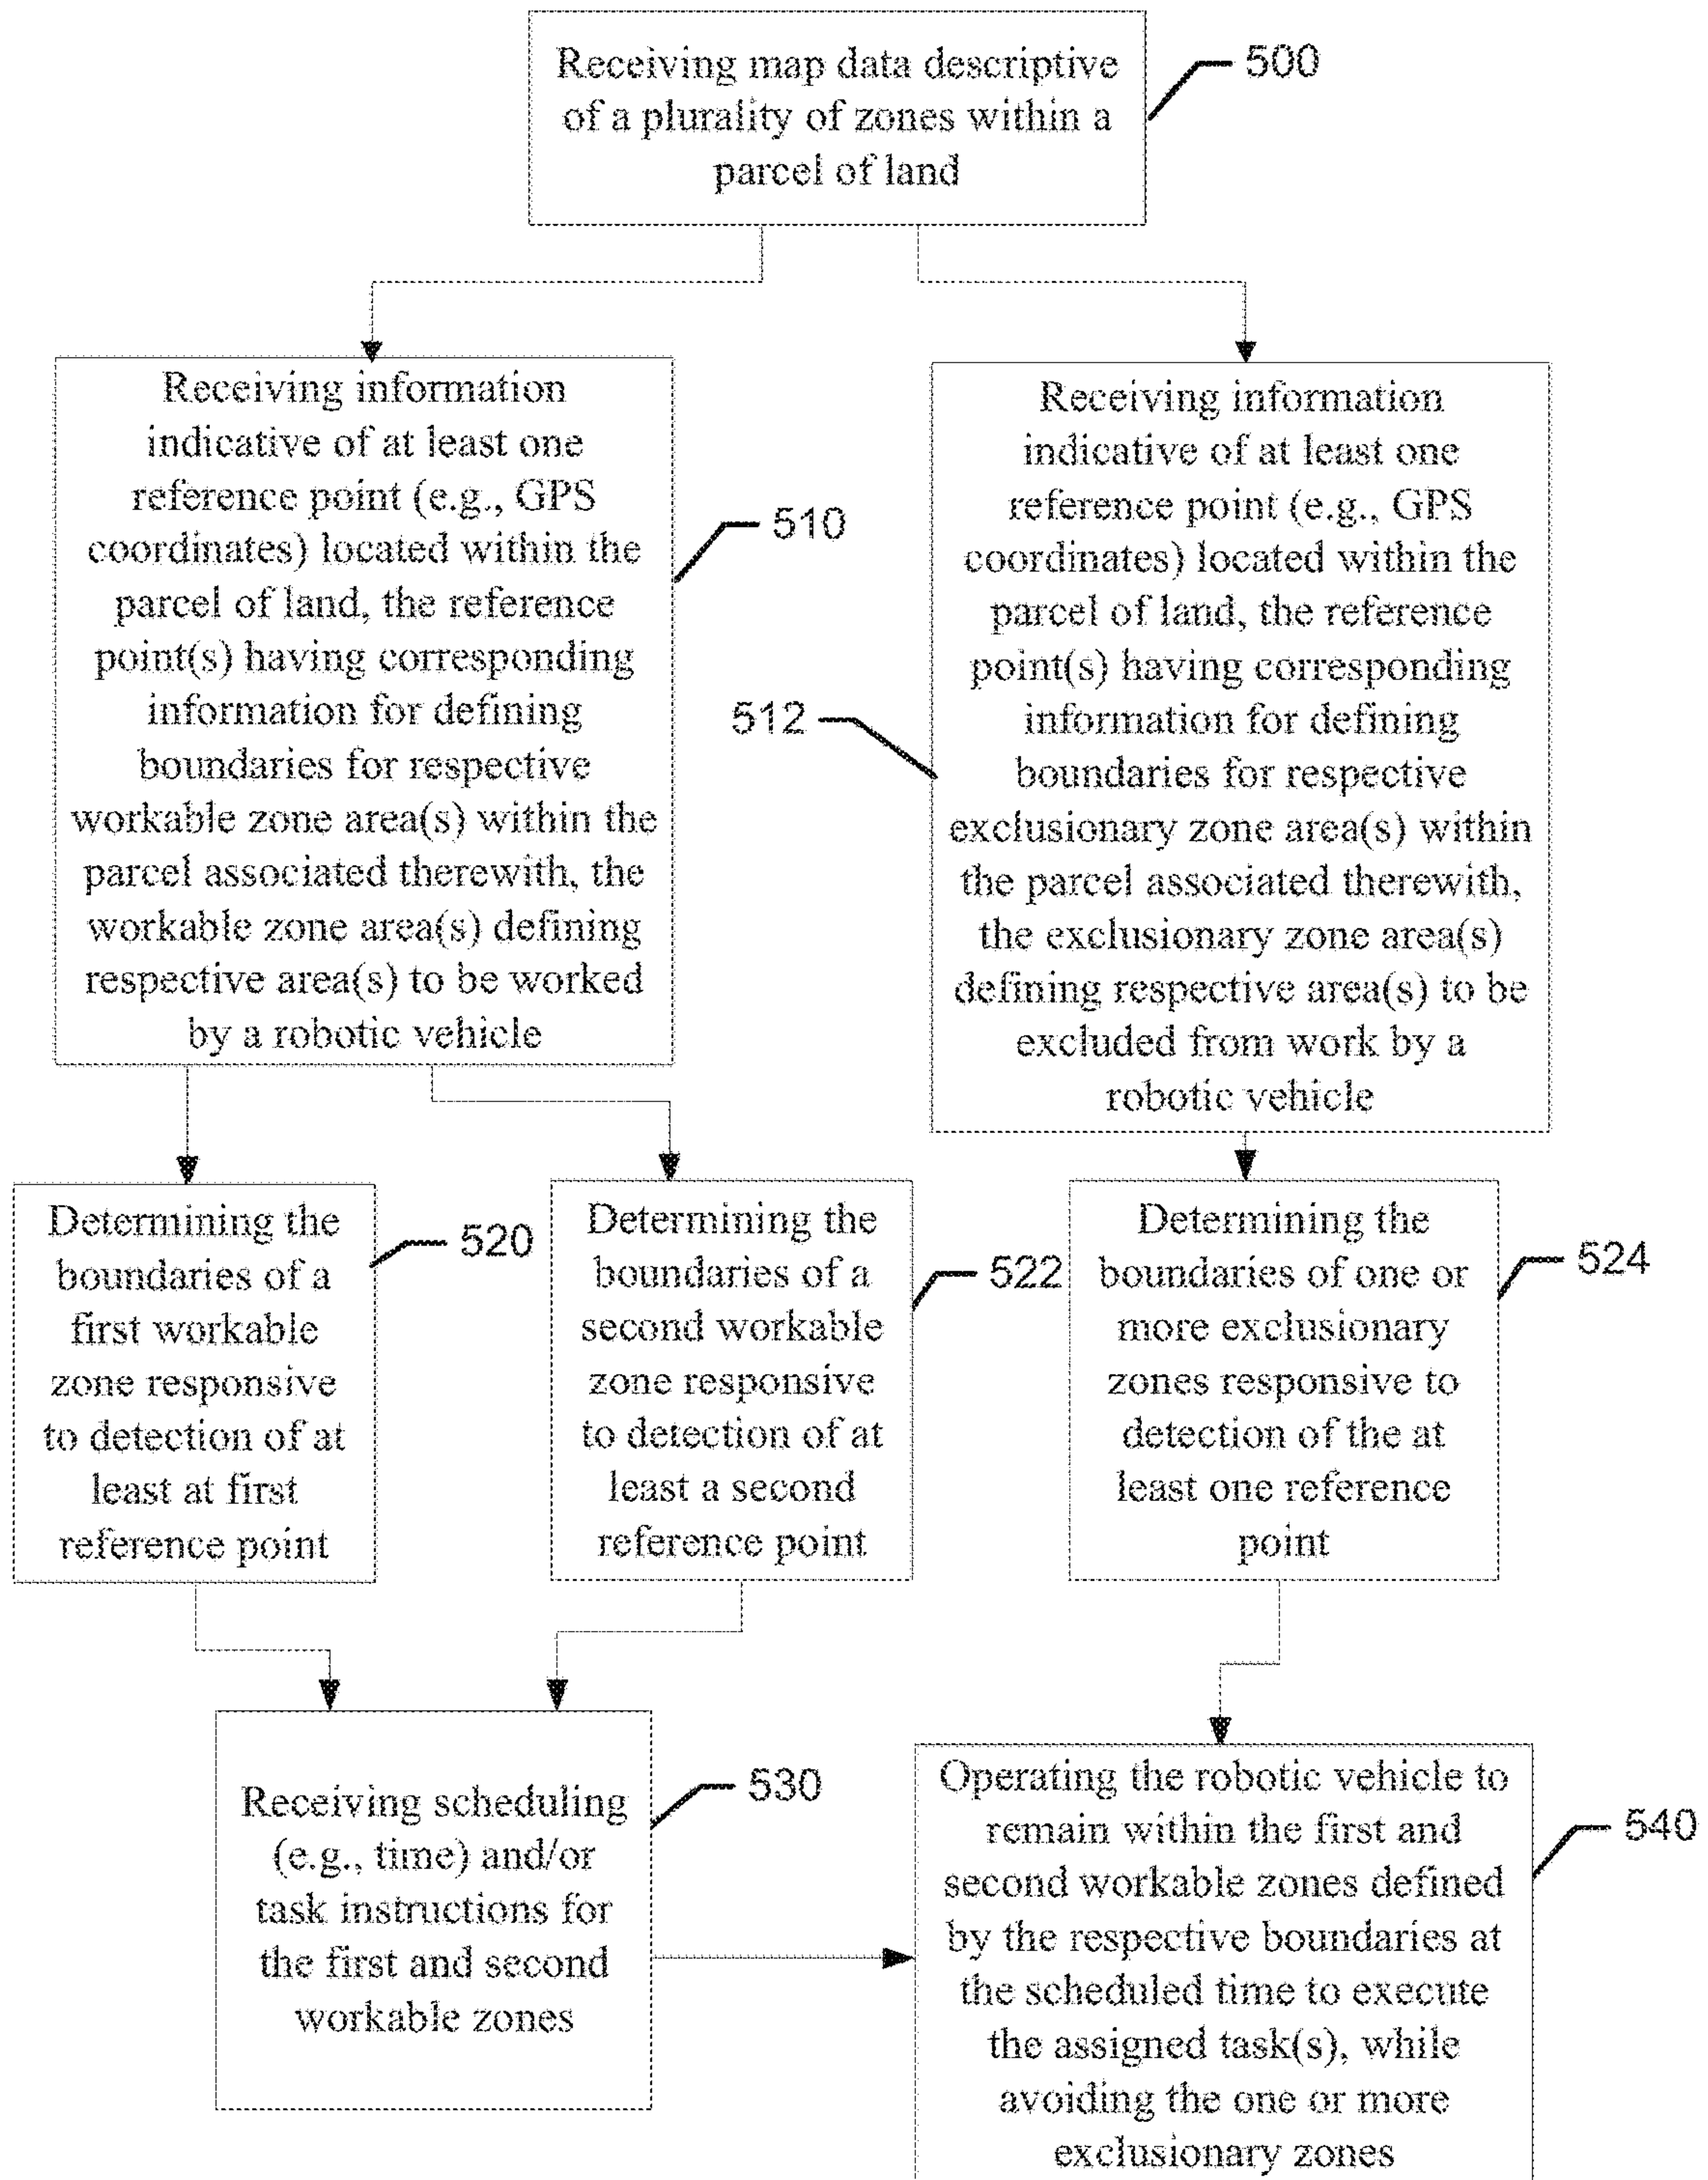 Receiving map data descriptive
of a plurality of zones within a
parcel of land
500
Receiving information
indicative of at least one
reference point (e.g., GPS
coordinates) located within the
parcel of land, the reference
point(s) having corresponding
information for defining
boundaries for respective
workable zone area(s) within the
parcel associated therewith, the
workable zone area(s) defining
respective area(s) to be worked
by a robotic vehicle
510
Receiving information
indicative of at least one
reference point (e.g., GPS
coordinates) located within the
parcel of land, the reference
point(s) having corresponding
information for defining
boundaries for respective
exclusionary zone area(s) within
the parcel associated therewith,
the exclusionary zone area(s)
defining respective area(s) to be
excluded from work by a
robotic vehicle
512
Determining the
boundaries of a
first workable
zone responsive
to detection of at
least at first
reference point
520
Determining the
boundaries of a
second workable
zone responsive
to detection of at
least a second
reference point
522
Determining the
boundaries of one or
more exclusionary
zones responsive to
detection of the at
least one reference
point
524
Receiving scheduling
(e.g., time) and/or
task instructions for
the first and second
workable zones
530
Operating the robotic vehicle to
remain within the first and
second workable zones defined
by the respective boundaries at
the scheduled time to execute
the assigned task(s), while
avoiding the one or more
exclusionary zones
540